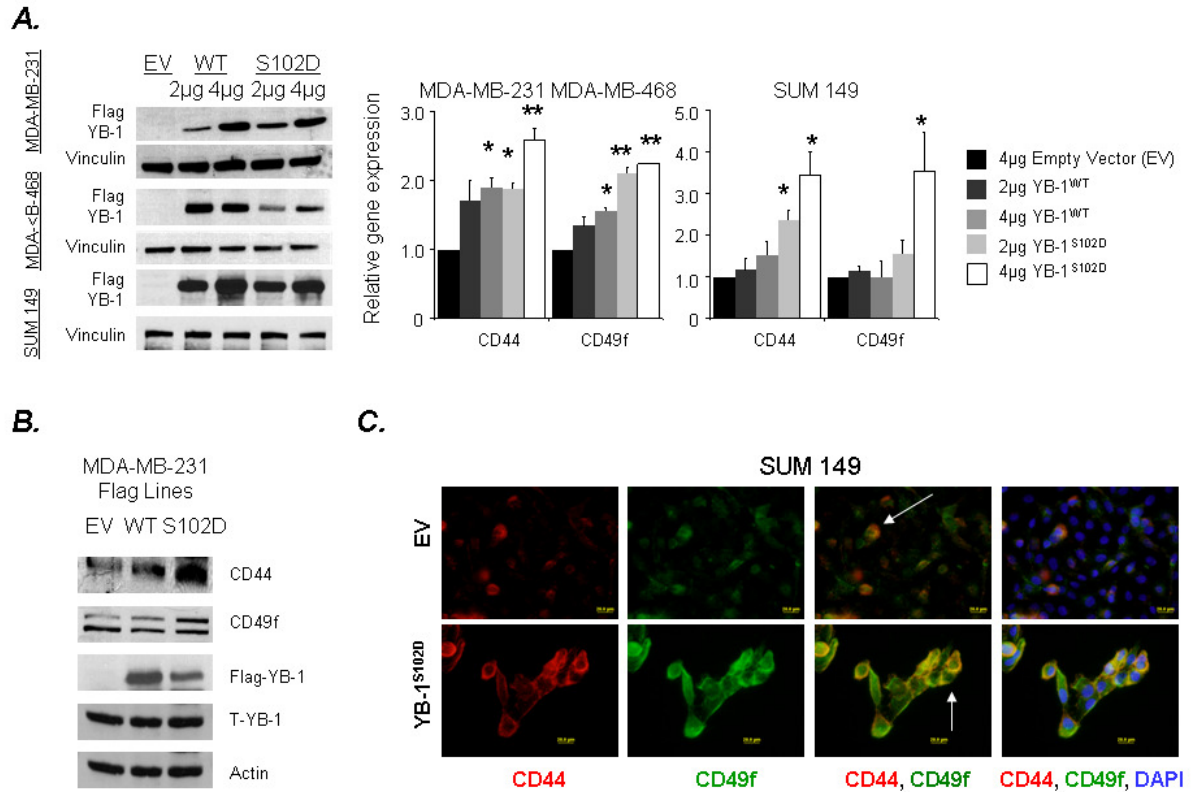 A.
MDA-MB-231
EV WT S102D
2µg 4µg 2µg 4µg
Flag
YB-1
Vinculin
MDA-<B-468
Flag
YB-1
Vinculin
SUM 149
Flag
YB-1
Vinculin
Relative gene expression
MDA-MB-231 MDA-MB-468
3.0
2.0
1.0
0
* * **
* ** **
CD44 CD49f
SUM 149
5.0
4.0
3.0
2.0
1.0
0
* *
*
CD44 CD49f
4µg Empty Vector (EV)
2µg YB-1WT
4µg YB-1WT
2µg YB-1S102D
4µg YB-1S102D
B.
MDA-MB-231
Flag Lines
EV WT S102D
CD44
CD49f
Flag-YB-1
T-YB-1
Actin
C.
SUM 149
EV
YB-1S102D
CD44
CD49f
CD44, CD49f
CD44, CD49f, DAPI